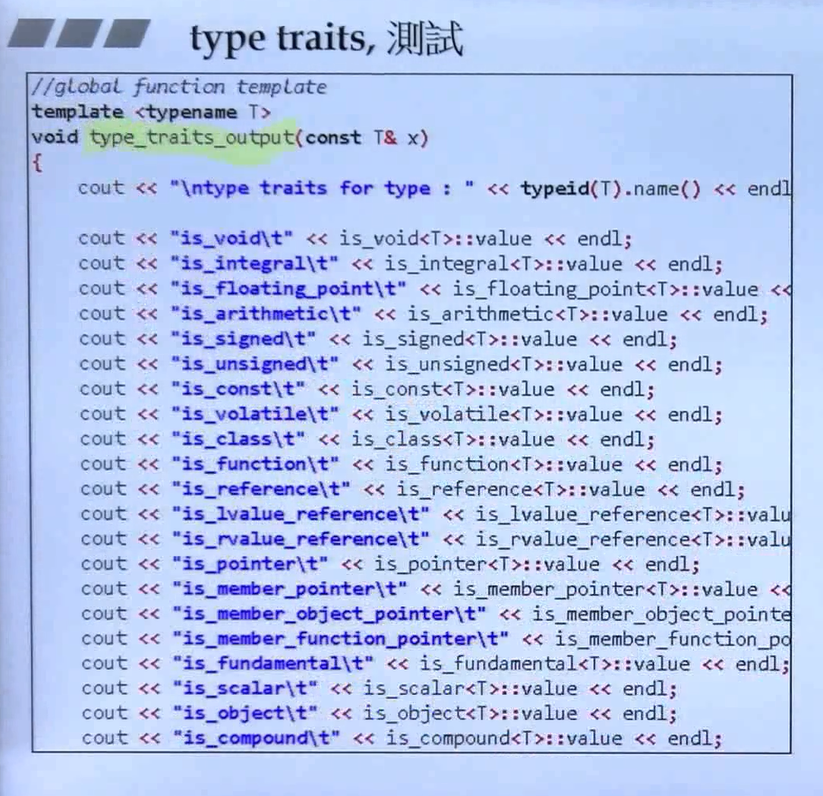 type traits, 測試
//global function template
template <typename T>
void type_traits_output(const T& x)
{
cout << "\ntype traits for type : " << typeid(T).name() << endl
cout << "is_void\t" << is_void<T>::value << endl;
cout << "is_integral\t" << is_integral<T>::value << endl;
cout << "is_floating_point\t" << is_floating_point<T>::value <<
cout << "is_arithmetic\t" << is_arithmetic<T>::value << endl;
cout << "is_signed\t" << is_signed<T>::value << endl;
cout << "is_unsigned\t" << is_unsigned<T>::value << endl;
cout << "is_const\t" << is_const<T>::value << endl;
cout << "is_volatile\t" << is_volatile<T>::value << endl;
cout << "is_class\t" << is_class<T>::value << endl;
cout << "is_function\t" << is_function<T>::value << endl;
cout << "is_reference\t" << is_reference<T>::value << endl;
cout << "is_lvalue_reference\t" << is_lvalue_reference<T>::valu
cout << "is_rvalue_reference\t" << is_rvalue_reference<T>::valu
cout << "is_pointer\t" << is_pointer<T>::value << endl;
cout << "is_member_pointer\t" << is_member_pointer<T>::value <<
cout << "is_member_object_pointer\t" << is_member_object_pointe
cout << "is_member_function_pointer\t" << is_member_function_po
cout << "is_fundamental\t" << is_fundamental<T>::value << endl;
cout << "is_scalar\t" << is_scalar<T>::value << endl;
cout << "is_object\t" << is_object<T>::value << endl;
cout << "is_compound\t" << is_compound<T>::value << endl;